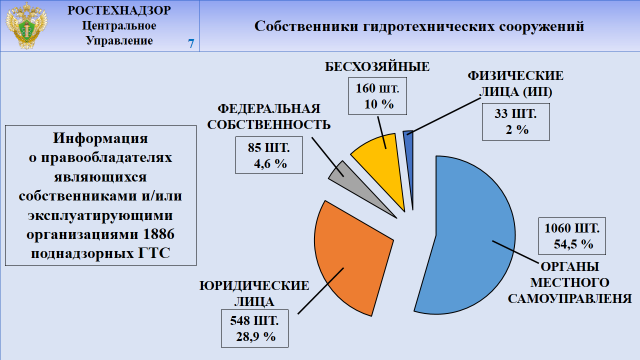 РОСТЕХНАДЗОР
Центральное
Управление
7
Собственники гидротехнических сооружений
Информация
о правообладателях
являющихся
собственниками и/или
эксплуатирующими
организациями 1886
поднадзорных ГТС
БЕСХОЗЯЙНЫЕ
160 ШТ.
10 %
ФИЗИЧЕСКИЕ
ЛИЦА (ИП)
33 ШТ.
2 %
ФЕДЕРАЛЬНАЯ
СОБСТВЕННОСТЬ
85 ШТ.
4,6 %
1060 ШТ.
54,5 %
ОРГАНЫ
МЕСТНОГО
САМОУПРАВЛЕНЯ
ЮРИДИЧЕСКИЕ
ЛИЦА
548 ШТ.
28,9 %